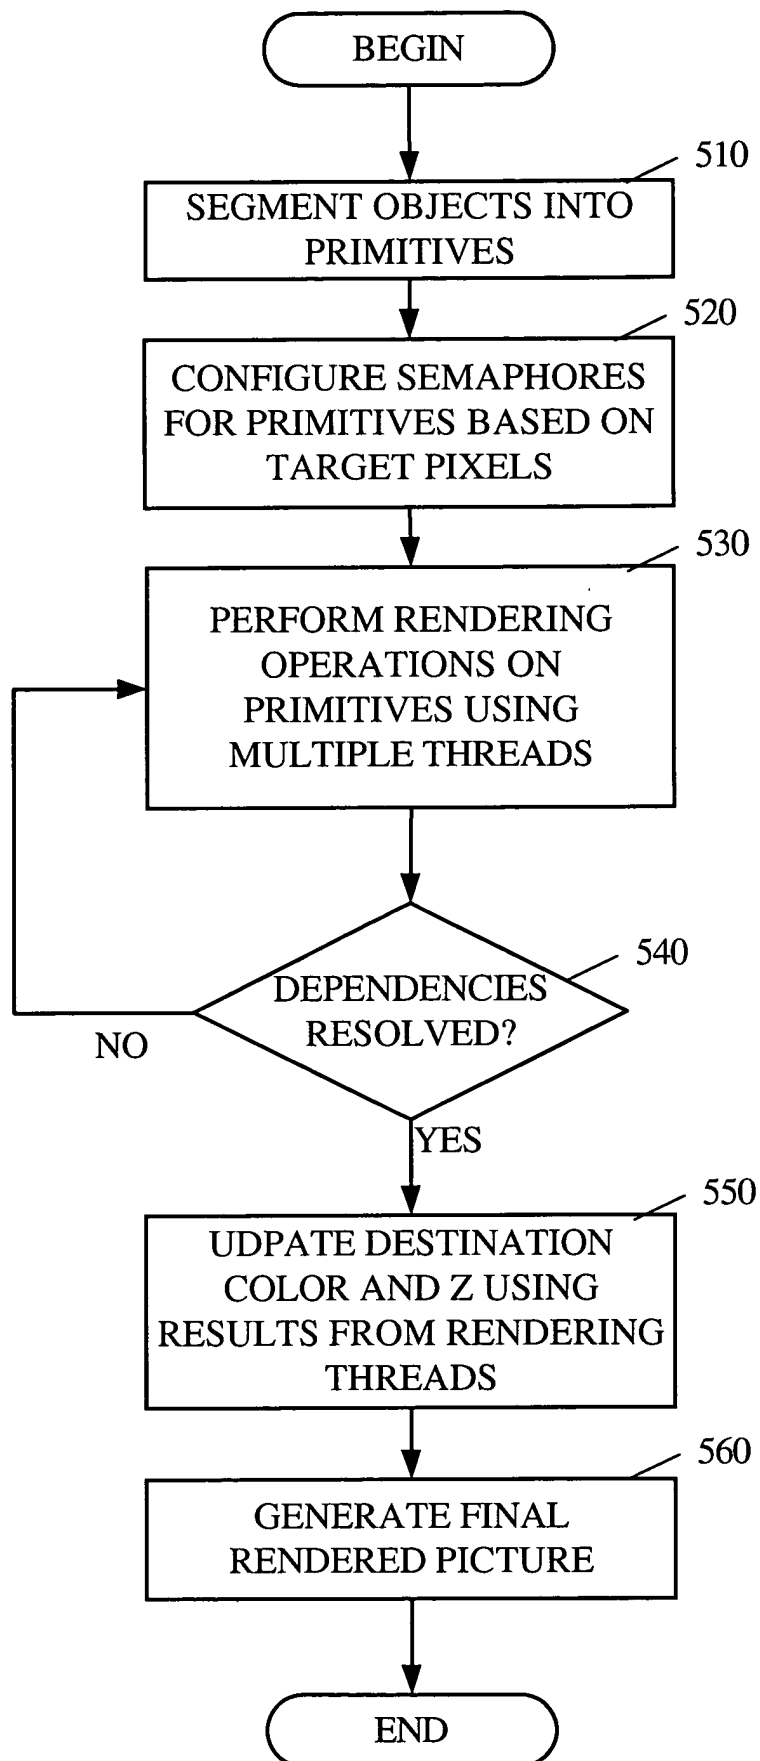 BEGIN
510
SEGMENT OBJECTS INTO
PRIMITIVES
520
CONFIGURE SEMAPHORES
FOR PRIMITIVES BASED ON
TARGET PIXELS
530
PERFORM RENDERING
OPERATIONS ON
PRIMITIVES USING
MULTIPLE THREADS
540
DEPENDENCIES
RESOLVED?
NO
YES
550
UDPATE DESTINATION
COLOR AND Z USING
RESULTS FROM RENDERING
THREADS
560
GENERATE FINAL
RENDERED PICTURE
END